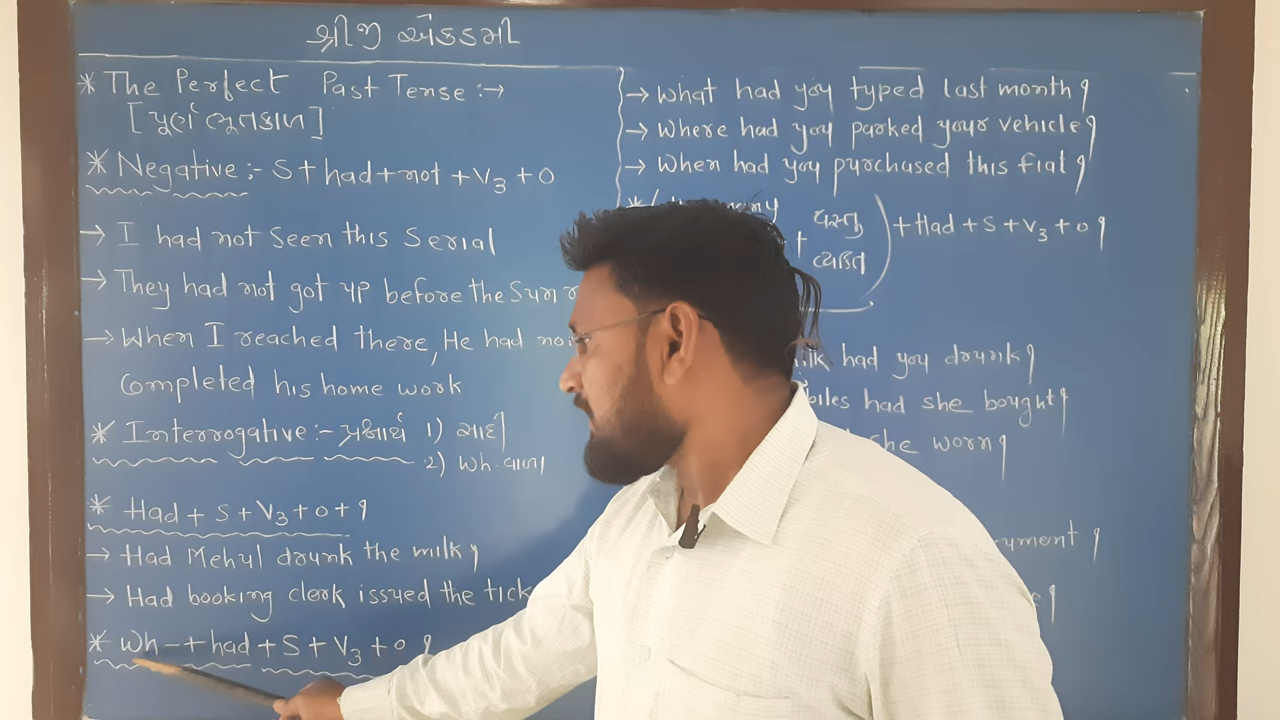 શ્રીજી એકેડમી
* The Perfect Past Tense :→
[પૂર્ણ ભૂતકાળ]
* Negative :- S + had + not + V3 + O
→ I had not seen this Serial
→ They had not got up before the Sun
→ When I reached there, He had
Completed his home work
* Interrogative :- પ્રશ્નાર્થ 1) સાદી
2) Wh. વાળા
* Had + S + V3 + O + ?
→ Had Mehul drunk the milk?
→ Had booking clerk issued the
* Wh- + had + S + V3 + O ?
→ What had you typed last month?
→ Where had you parked your vehicle?
→ When had you purchased this flat?
+ વસ્તુ
વ્યક્તિ ) + Had + S + V3 + O ?
had you drunk?
had she bought?
she worn?